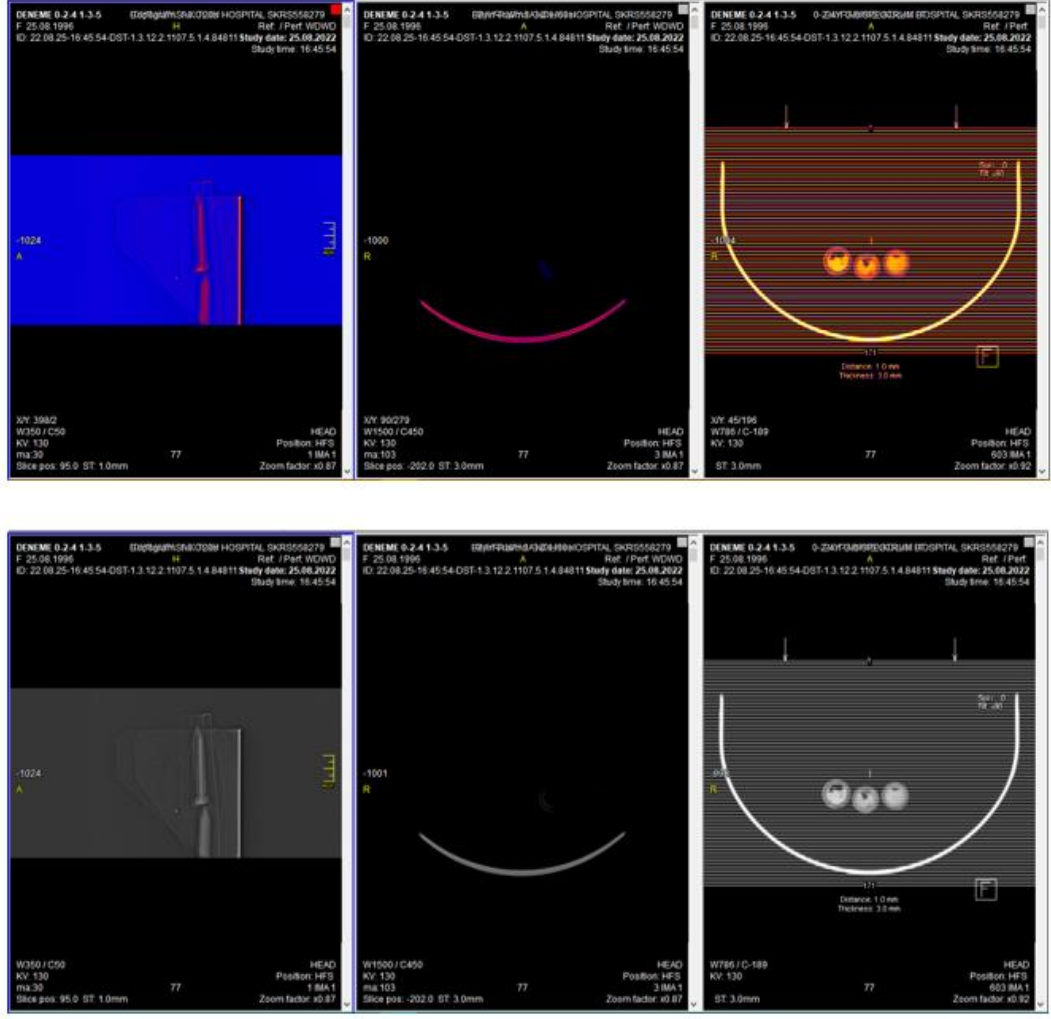 DENEME 0-2-4 1-3-5 HOSPITAL SKRS558279
F 25.08.1996 H Ref. / Perf WDWD
ID: 22.08.25-16:45:54-DST-1.3.12.2.1107.5.1.4.84811 Study date: 25.08.2022
Study time: 16:45:54
-1024
A
X/Y: 398/2
W350 / C50 HEAD
KV: 130 Position: HFS
ma:30 77 1 IMA 1
Slice pos: 95.0 ST: 1.0mm Zoom factor: x0.87
DENEME 0-2-4 1-3-5 HOSPITAL SKRS558279
F 25.08.1996 A Ref. / Perf WDWD
ID: 22.08.25-16:45:54-DST-1.3.12.2.1107.5.1.4.84811 Study date: 25.08.2022
Study time: 16:45:54
-1000
R
X/Y: 90/279
W1500 / C450 HEAD
KV: 130 Position: HFS
ma:103 77 3 IMA 1
Slice pos: -202.0 ST: 3.0mm Zoom factor: x0.87
DENEME 0-2-4 1-3-5 HOSPITAL SKRS558279
F 25.08.1996 A Ref. / Perf
ID: 22.08.25-16:45:54-DST-1.3.12.2.1107.5.1.4.84811 Study date: 25.08.2022
Study time: 16:45:54
R
171
F
Distance: 1.0 mm
Thickness: 3.0 mm
X/Y: 45/196
W786 / C-189 HEAD
KV: 130 Position: HFS
77 603 IMA 1
ST: 3.0mm Zoom factor: x0.92
DENEME 0-2-4 1-3-5 HOSPITAL SKRS558279
F 25.08.1996 H Ref. / Perf WDWD
ID: 22.08.25-16:45:54-DST-1.3.12.2.1107.5.1.4.84811 Study date: 25.08.2022
Study time: 16:45:54
-1024
A
W350 / C50 HEAD
KV: 130 Position: HFS
ma:30 77 1 IMA 1
Slice pos: 95.0 ST: 1.0mm Zoom factor: x0.87
DENEME 0-2-4 1-3-5 HOSPITAL SKRS558279
F 25.08.1996 A Ref. / Perf WDWD
ID: 22.08.25-16:45:54-DST-1.3.12.2.1107.5.1.4.84811 Study date: 25.08.2022
Study time: 16:45:54
-1001
R
W1500 / C450 HEAD
KV: 130 Position: HFS
ma:103 77 3 IMA 1
Slice pos: -202.0 ST: 3.0mm Zoom factor: x0.87
DENEME 0-2-4 1-3-5 HOSPITAL SKRS558279
F 25.08.1996 A Ref. / Perf
ID: 22.08.25-16:45:54-DST-1.3.12.2.1107.5.1.4.84811 Study date: 25.08.2022
Study time: 16:45:54
R
171
F
Distance: 1.0 mm
Thickness: 3.0 mm
W786 / C-189 HEAD
KV: 130 Position: HFS
77 603 IMA 1
ST: 3.0mm Zoom factor: x0.92